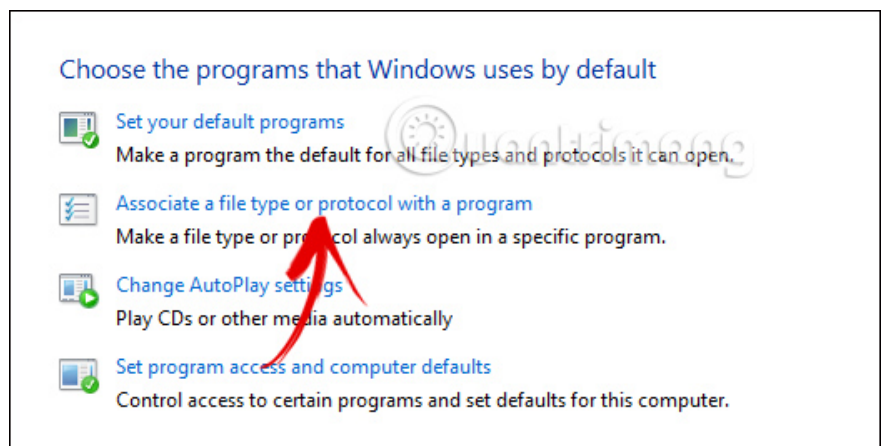 Choose the programs that Windows uses by default
Set your default programs
Quantrimang
Make a program the default for all file types and protocols it can open.
Associate a file type or protocol with a program
Make a file type or protocol always open in a specific program.
Change AutoPlay settings
Play CDs or other media automatically
Set program access and computer defaults
Control access to certain programs and set defaults for this computer.